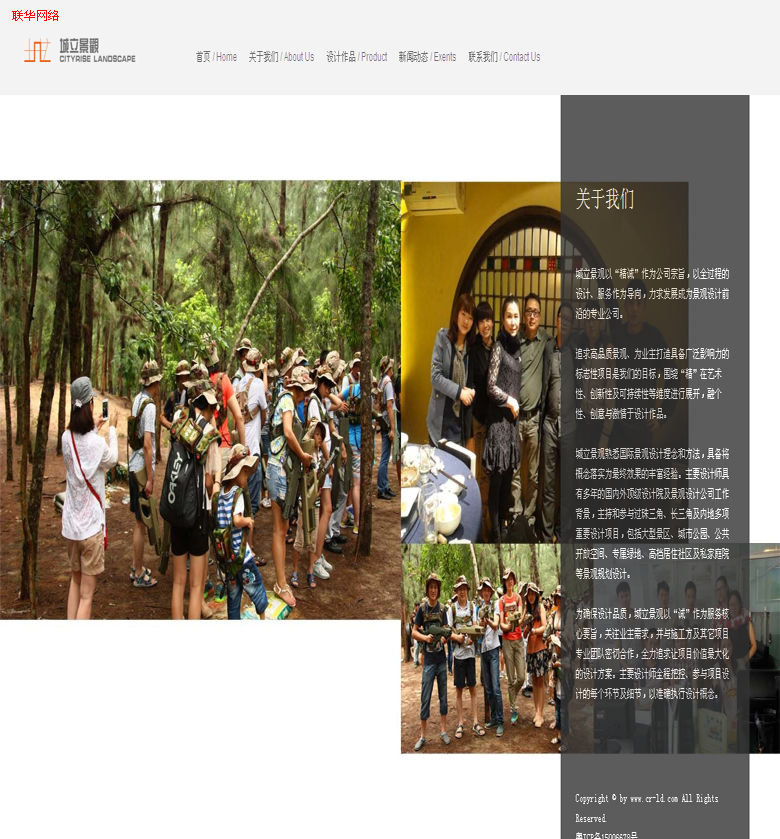 联华网络
城立景觀
CITYRISE LANDSCAPE
首页 / Home 关于我们 / About Us 设计作品 / Product 新闻动态 / Exents 联系我们 / Contact Us
关于我们
城立景观以“精诚”作为公司宗旨，以全过程的
设计、服务作为导向，力求发展成为景观设计前
沿的专业公司。
追求高品质景观、为业主打造具备广泛影响力的
标志性项目是我们的目标，围绕“精”在艺术
性、创新性及可持续性等维度进行展开，融个
性、创意与激情于设计作品。
城立景观熟悉国际景观设计理念和方法，具备将
概念落实为最终效果的丰富经验。主要设计师具
有多年的国内外顶级设计院及景观设计公司工作
背景，主持和参与过珠三角、长三角及内地多项
重要设计项目，包括大型景区、城市公园、公共
开放空间、专属绿地、高档居住社区及私家庭院
等景观规划设计。
为确保设计品质，城立景观以“诚”作为服务核
心要旨，关注业主需求，并与施工方及其它项目
专业团队密切合作，全力追求让项目价值最大化
的设计方案。主要设计师全程把控、参与项目设
计的每个环节及细节，以准确执行设计概念。
Copyright © by www.cr-ld.com All Rights
Reserved.
粤ICP备15006678号
OAKLEY